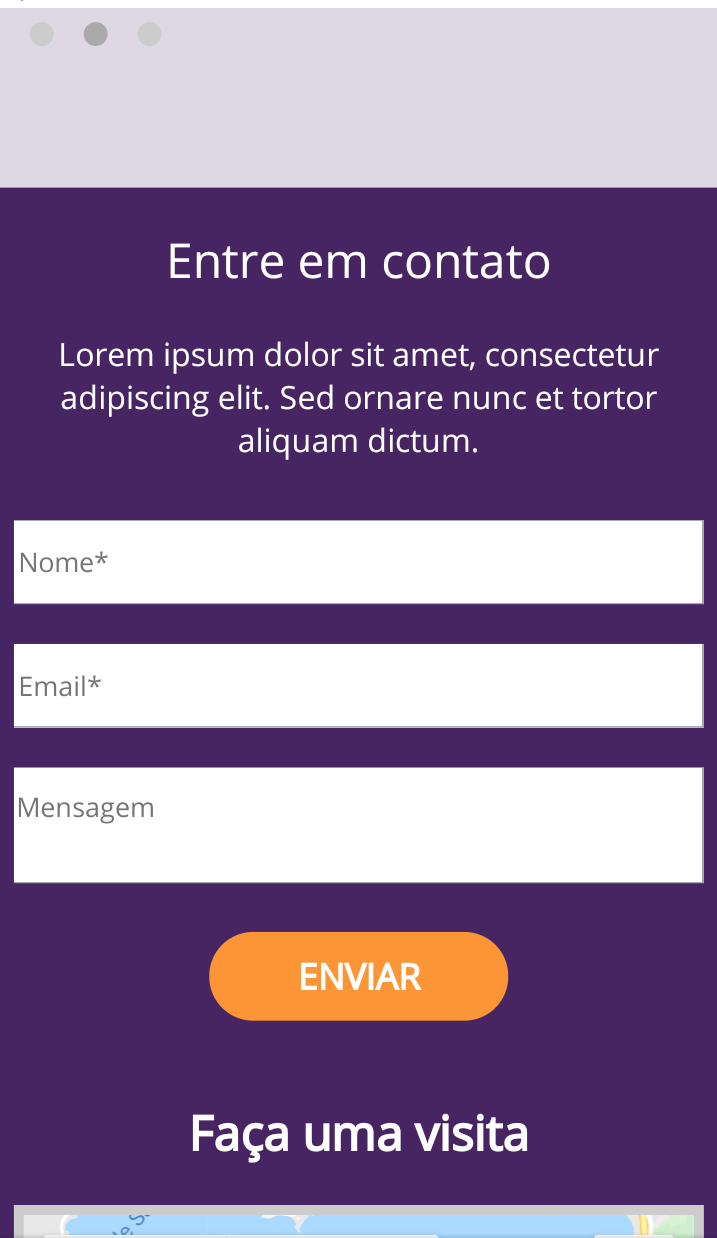 Entre em contato
Lorem ipsum dolor sit amet, consectetur
adipiscing elit. Sed ornare nunc et tortor
aliquam dictum.
Nome*
Email*
Mensagem
ENVIAR
Faça uma visita